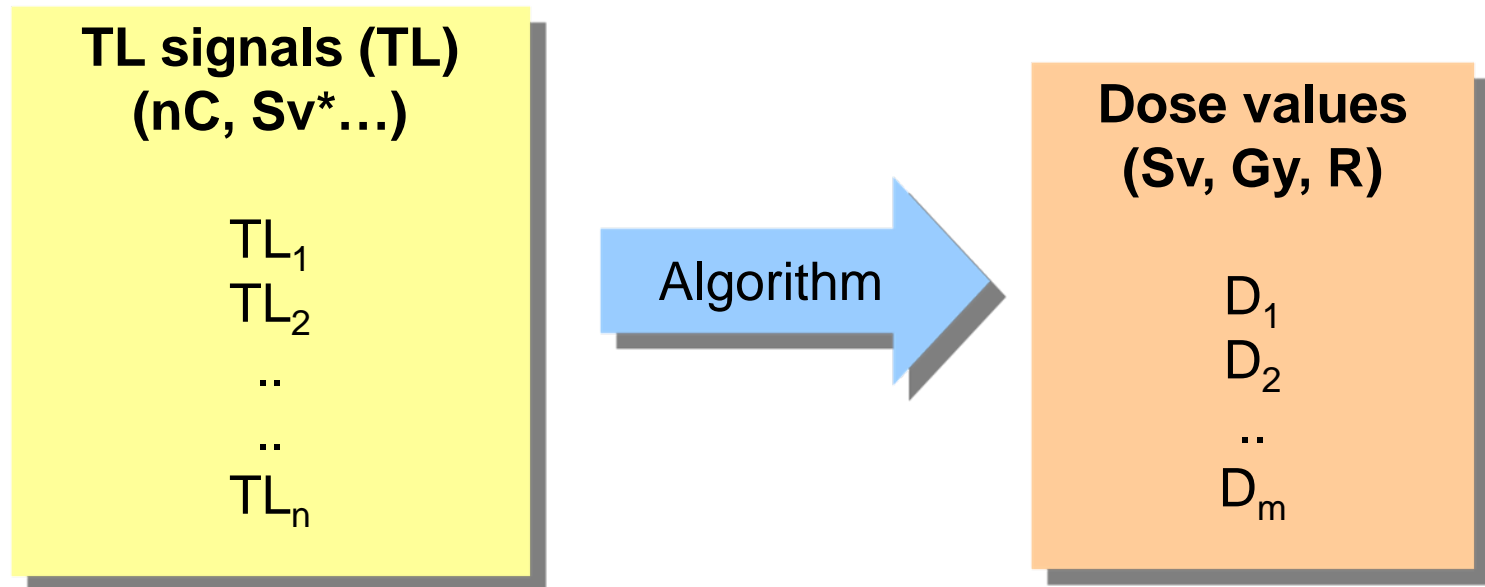 TL signals (TL)
(nC, Sv*…)
TL₁
TL₂
..
..
TLₙ
Algorithm
Dose values
(Sv, Gy, R)
D₁
D₂
..
Dₘ